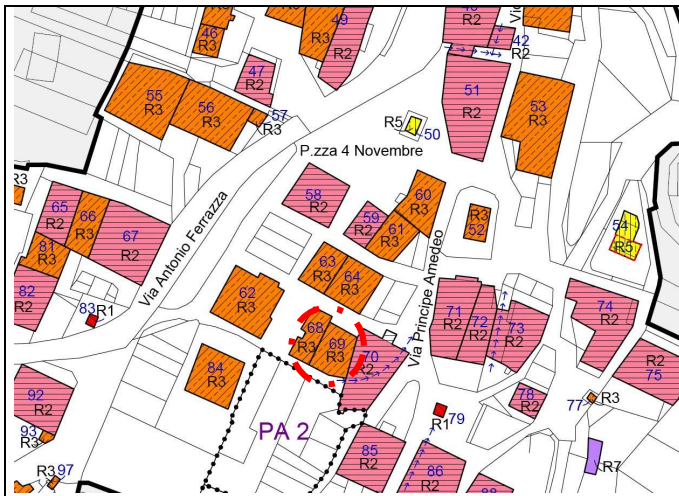 46
R3
R3
49
R2
R2
42
R2
47
R2
55
R3
56
R3
57
R3
51
R2
53
R3
R5
50
P.zza 4 Novembre
R3
58
R2
60
R3
59
R2
61
R3
R3
52
54
R5
65
R2
66
R3
67
R2
81
R3
Via Antonio Ferrazza
63
R3
64
R3
Via Principe Amedeo
82
R2
83
R1
62
R3
68
R3
69
R3
70
R2
71
R2
72
R2
73
R2
74
R2
R2
75
84
R3
92
R2
93
R3
PA 2
78
R2
77
R3
R1
79
85
R2
86
R2
88
R7
R3
97